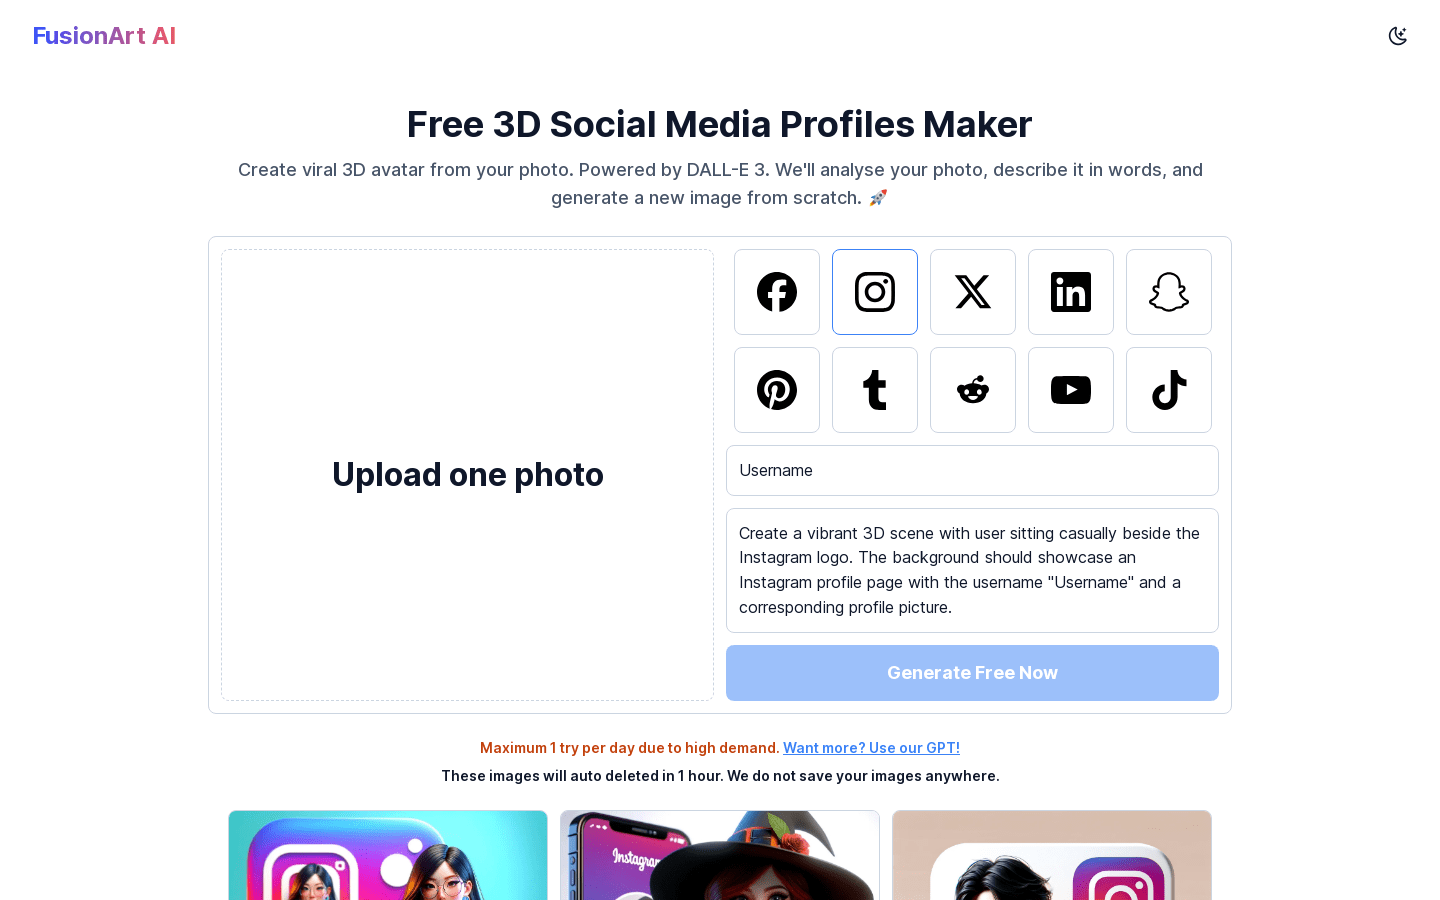 FusionArt AI
Free 3D Social Media Profiles Maker
Create viral 3D avatar from your photo. Powered by DALL-E 3. We'll analyse your photo, describe it in words, and
generate a new image from scratch. 🚀
Upload one photo
Username
Create a vibrant 3D scene with user sitting casually beside the
Instagram logo. The background should showcase an
Instagram profile page with the username "Username" and a
corresponding profile picture.
Generate Free Now
Maximum 1 try per day due to high demand. Want more? Use our GPT!
These images will auto deleted in 1 hour. We do not save your images anywhere.
Instagram